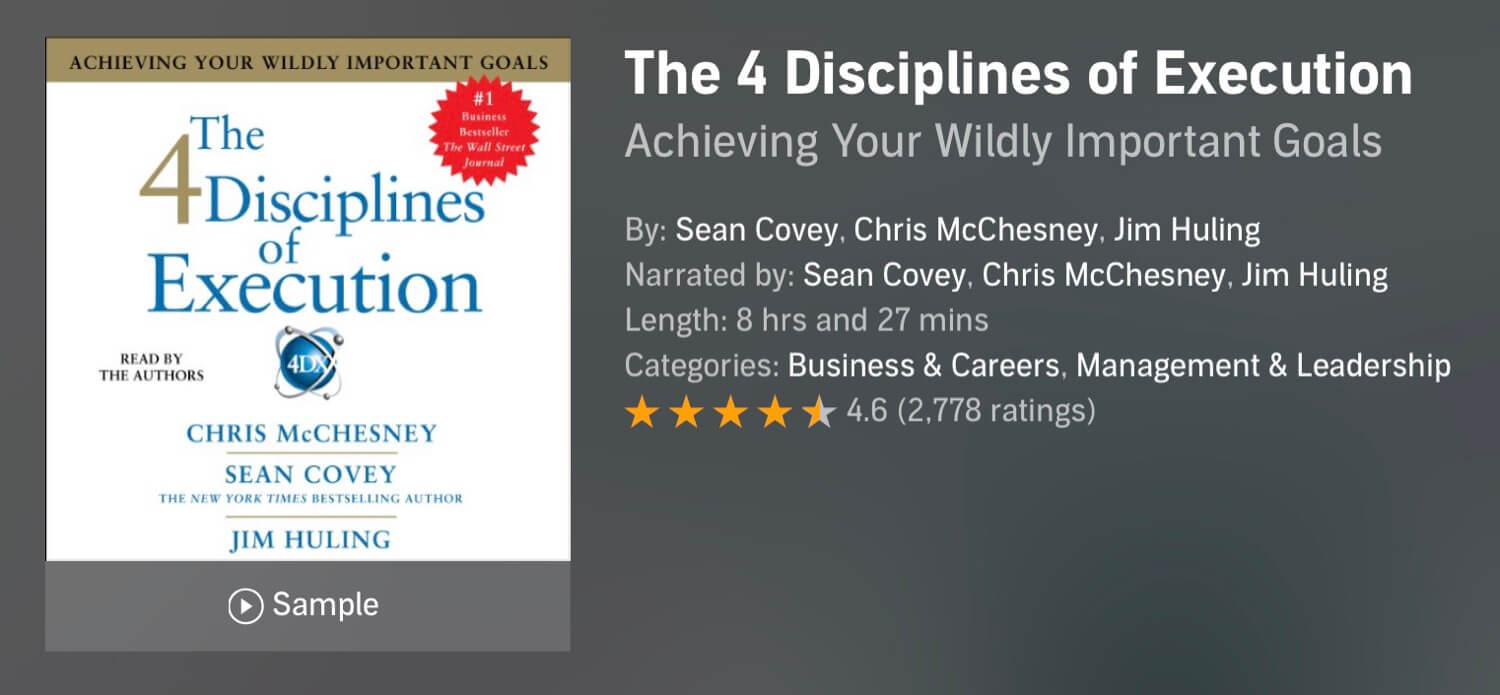 ACHIEVING YOUR WILDLY IMPORTANT GOALS
#1
Business
Bestseller
The Wall Street
Journal
The
4 Disciplines
of
Execution
READ BY
THE AUTHORS
4DX
CHRIS McCHESNEY
SEAN COVEY
THE NEW YORK TIMES BESTSELLING AUTHOR
JIM HULING
Sample
The 4 Disciplines of Execution
Achieving Your Wildly Important Goals
By: Sean Covey, Chris McChesney, Jim Huling
Narrated by: Sean Covey, Chris McChesney, Jim Huling
Length: 8 hrs and 27 mins
Categories: Business & Careers, Management & Leadership
4.6 (2,778 ratings)